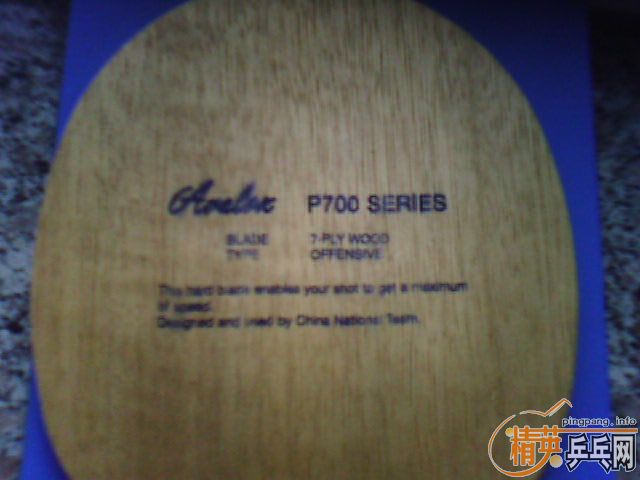 Avalox P700 SERIES
BLADE 7-PLY WOOD
TYPE OFFENSIVE
This hard blade enables your shot to get a maximum
of speed.
Designed and used by China National Team.
pingpang.info
精英乒乓网